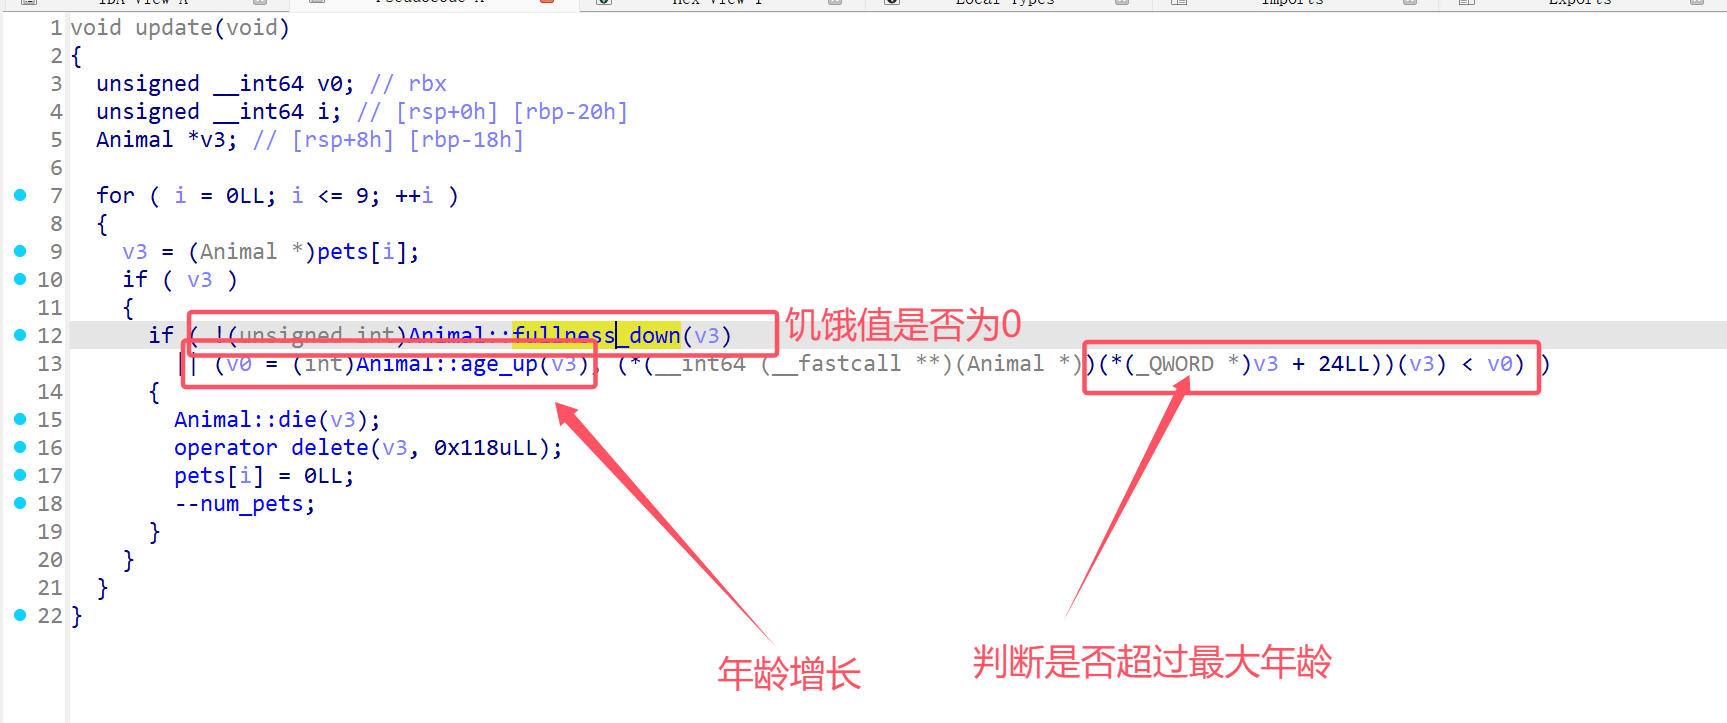 IDA View-A Pseudocode-A Hex View-1 Local Types Imports Exports
1 void update(void)
2 {
3 unsigned __int64 v0; // rbx
4 unsigned __int64 i; // [rsp+0h] [rbp-20h]
5 Animal *v3; // [rsp+8h] [rbp-18h]
6
7 for ( i = 0LL; i <= 9; ++i )
8 {
9 v3 = (Animal *)pets[i];
10 if ( v3 )
11 {
12 if ( !(unsigned int)Animal::fullness_down(v3)
饥饿值是否为0
13 || (v0 = (int)Animal::age_up(v3), (*(__int64 (__fastcall **)(Animal *))(*(_QWORD *)v3 + 24LL))(v3) < v0) )
14 {
15 Animal::die(v3);
16 operator delete(v3, 0x118uLL);
17 pets[i] = 0LL;
18 --num_pets;
19 }
20 }
21 }
22 }
年龄增长
判断是否超过最大年龄